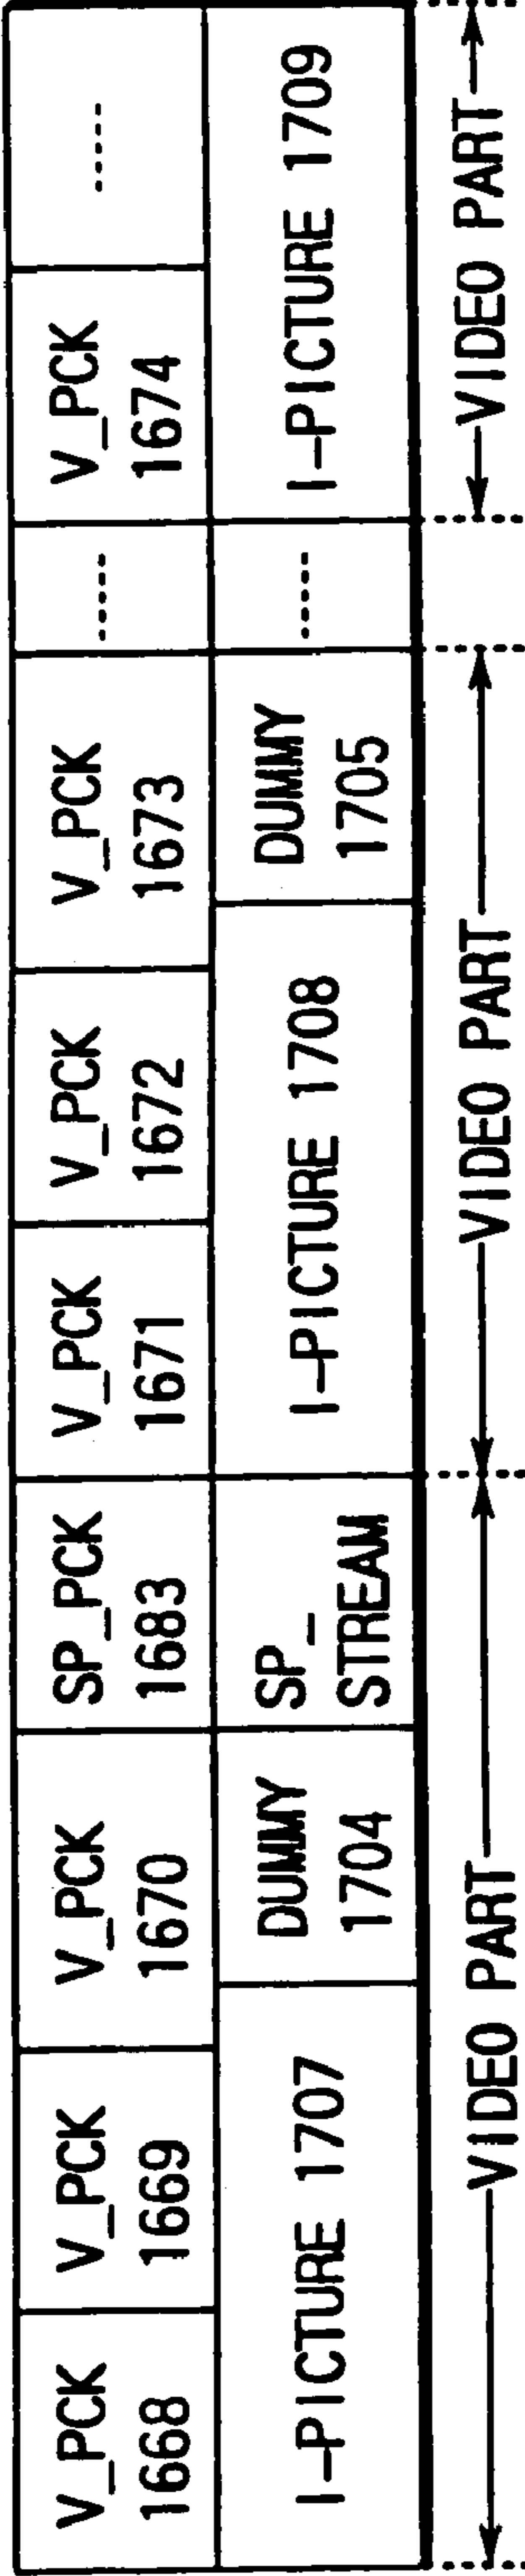 V_PCK
1668
V_PCK
1669
V_PCK
1670
SP_PCK
1683
V_PCK
1671
V_PCK
1672
V_PCK
1673
-----
V_PCK
1674
-----
I-PICTURE 1707
DUMMY
1704
SP_
STREAM
I-PICTURE 1708
DUMMY
1705
-----
I-PICTURE 1709
VIDEO PART
VIDEO PART
VIDEO PART